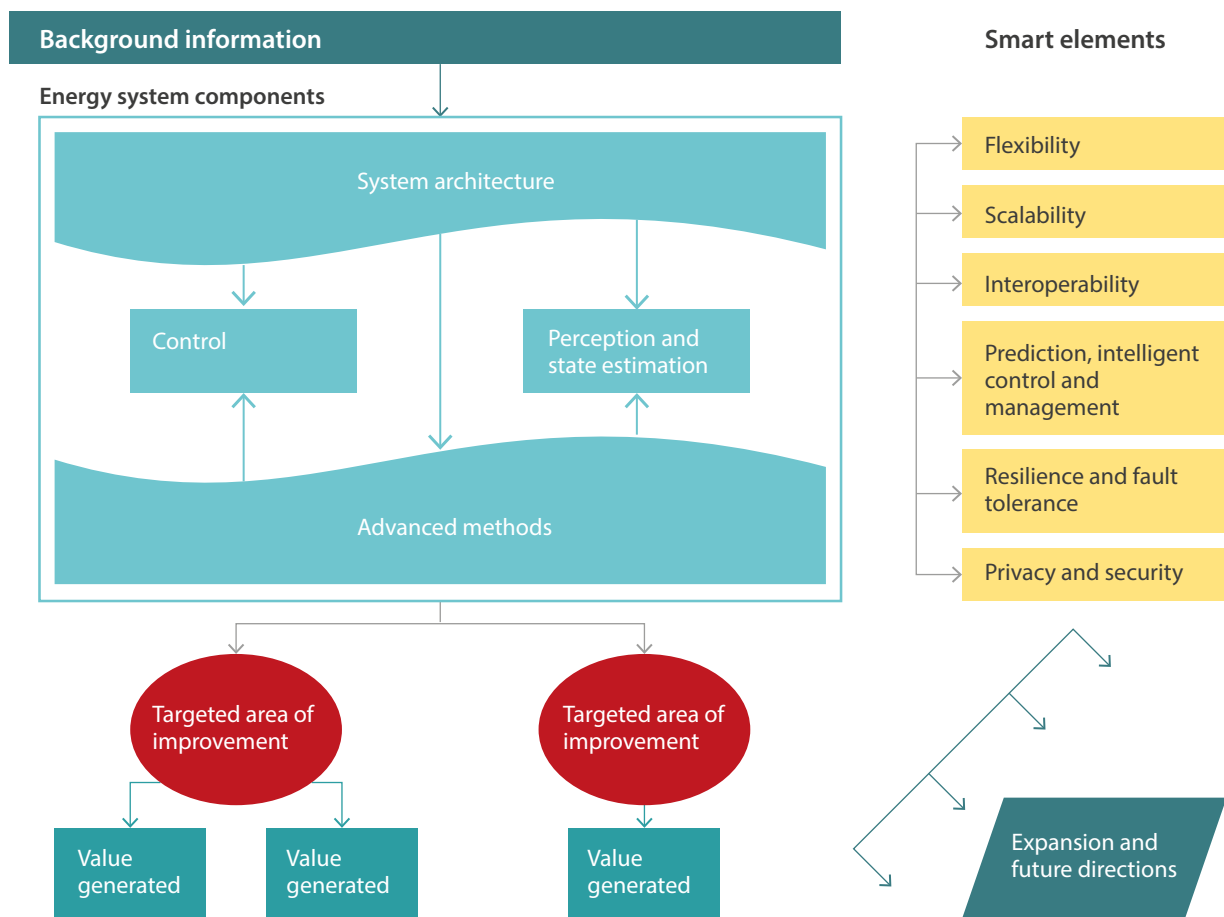 Background information
Energy system components
System architecture
Control
Perception and
state estimation
Advanced methods
Targeted area of
improvement
Targeted area of
improvement
Value
generated
Value
generated
Value
generated
Smart elements
Flexibility
Scalability
Interoperability
Prediction, intelligent
control and
management
Resilience and fault
tolerance
Privacy and security
Expansion and
future directions